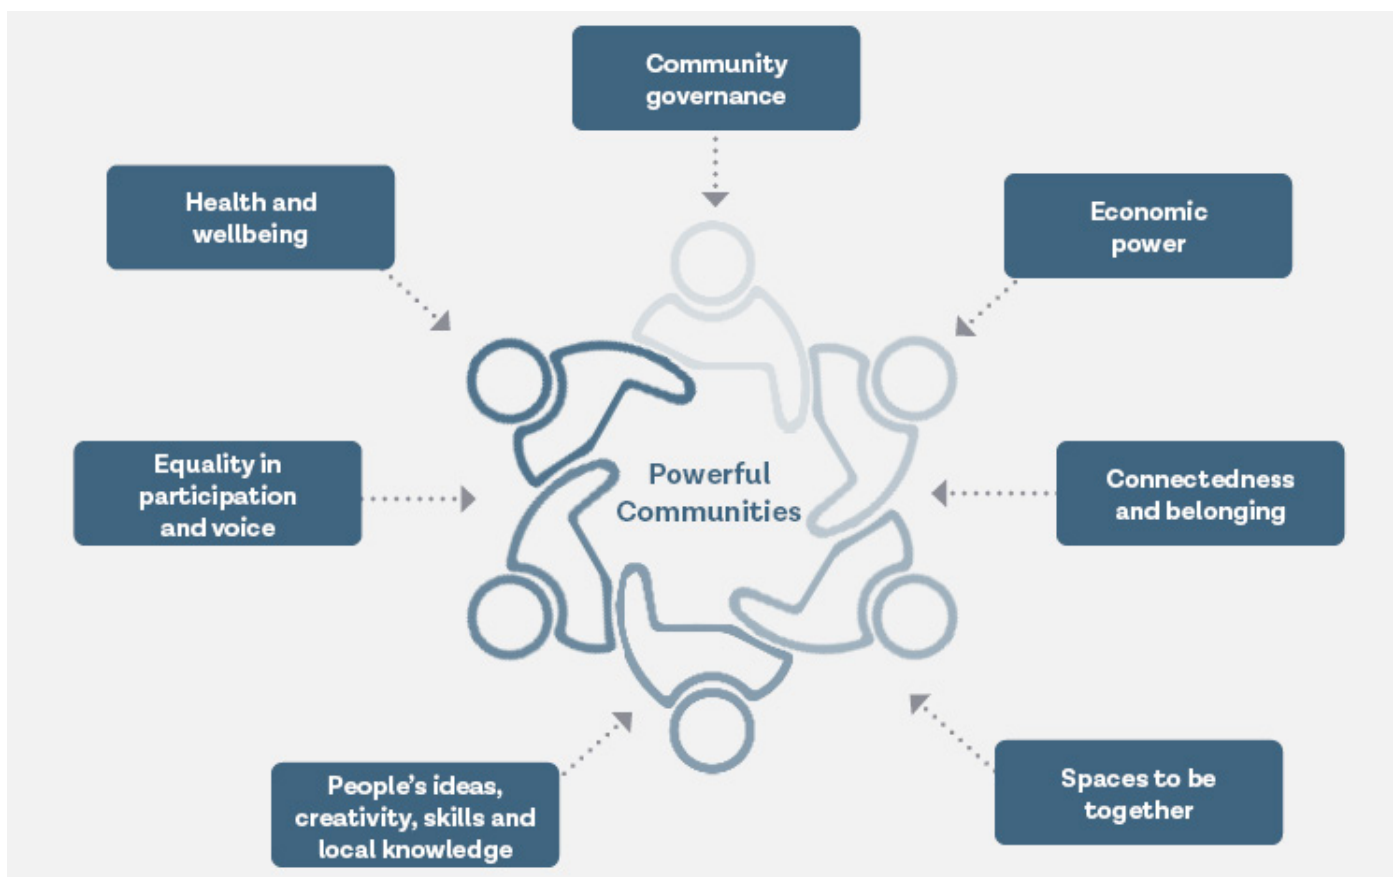 Community
governance
Health and
wellbeing
Economic
power
Equality in
participation
and voice
Powerful
Communities
Connectedness
and belonging
People’s ideas,
creativity, skills and
local knowledge
Spaces to be
together